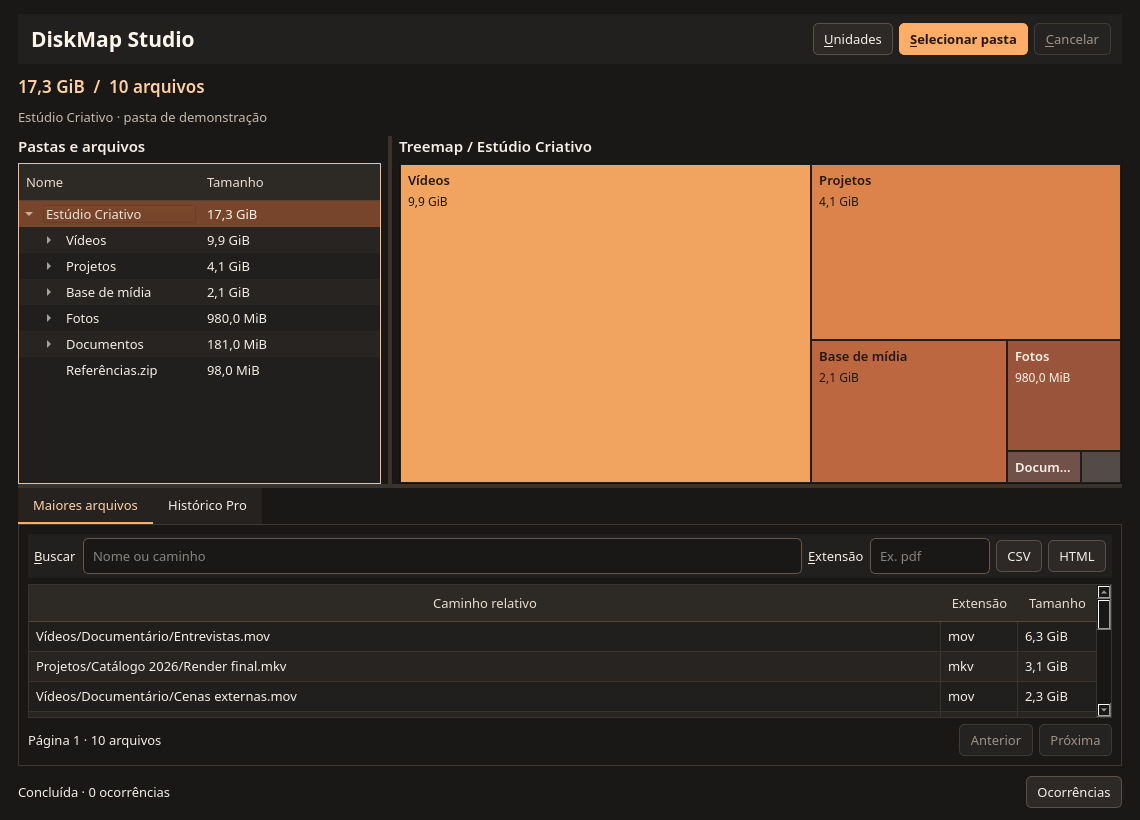 DiskMap Studio
Unidades
Selecionar pasta
Cancelar
17,3 GiB / 10 arquivos
Estúdio Criativo · pasta de demonstração
Pastas e arquivos
Nome Tamanho
Estúdio Criativo 17,3 GiB
Vídeos 9,9 GiB
Projetos 4,1 GiB
Base de mídia 2,1 GiB
Fotos 980,0 MiB
Documentos 181,0 MiB
Referências.zip 98,0 MiB
Treemap / Estúdio Criativo
Vídeos
9,9 GiB
Projetos
4,1 GiB
Base de mídia
2,1 GiB
Fotos
980,0 MiB
Docum...
Maiores arquivos
Histórico Pro
Buscar
Nome ou caminho
Extensão
Ex. pdf
CSV
HTML
Caminho relativo Extensão Tamanho
Vídeos/Documentário/Entrevistas.mov mov 6,3 GiB
Projetos/Catálogo 2026/Render final.mkv mkv 3,1 GiB
Vídeos/Documentário/Cenas externas.mov mov 2,3 GiB
Página 1 · 10 arquivos
Anterior
Próxima
Concluída · 0 ocorrências
Ocorrências